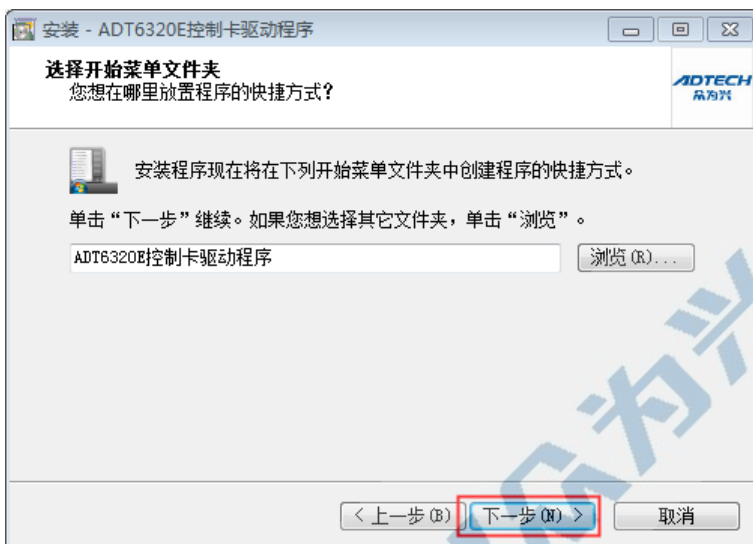 安装 - ADT6320E控制卡驱动程序
选择开始菜单文件夹
您想在哪里放置程序的快捷方式?
ADTECH
众为兴
安装程序现在将在下列开始菜单文件夹中创建程序的快捷方式。
单击“下一步”继续。如果您想选择其它文件夹，单击“浏览”。
ADT6320E控制卡驱动程序
浏览(R)...
众为兴
< 上一步(B)
下一步(N) >
取消